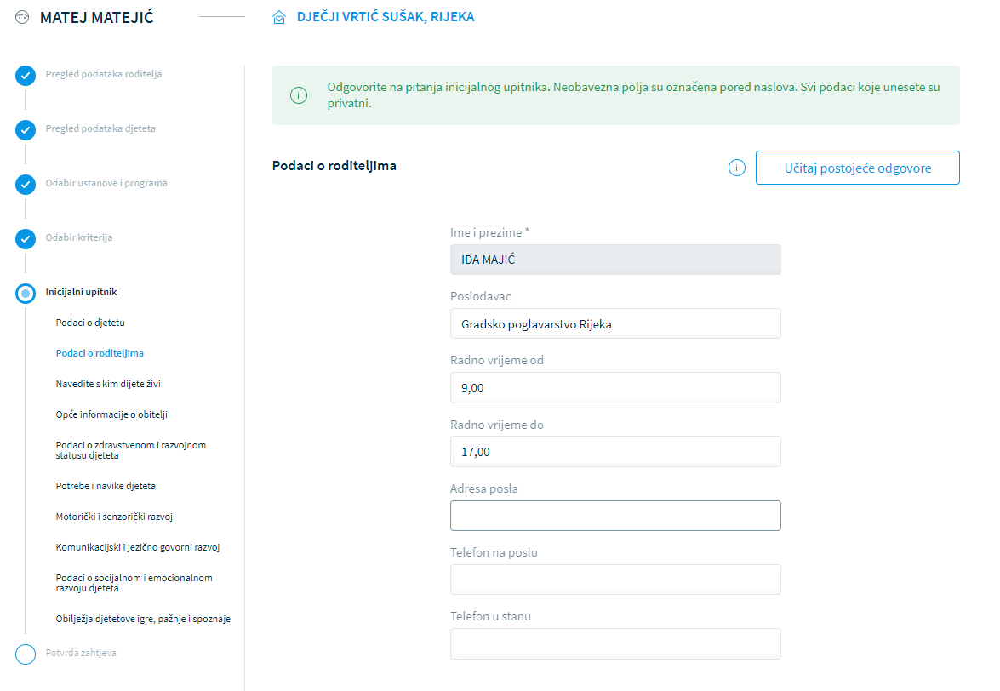 MATEJ MATEJIĆ
DJEČJI VRTIĆ SUŠAK, RIJEKA
Pregled podataka roditelja
Pregled podataka djeteta
Odabir ustanove i programa
Odabir kriterija
Inicijalni upitnik
Podaci o djetetu
Podaci o roditeljima
Navedite s kim dijete živi
Opće informacije o obitelji
Podaci o zdravstvenom i razvojnom
statusu djeteta
Potrebe i navike djeteta
Motorički i senzorički razvoj
Komunikacijski i jezično govorni razvoj
Podaci o socijalnom i emocionalnom
razvoju djeteta
Obilježja djetetove igre, pažnje i spoznaje
Potvrda zahtjeva
Odgovorite na pitanja inicijalnog upitnika. Neobavezna polja su označena pored naslova. Svi podaci koje unesete su
privatni.
Podaci o roditeljima
Učitaj postojeće odgovore
Ime i prezime *
IDA MAJIĆ
Poslodavac
Gradsko poglavarstvo Rijeka
Radno vrijeme od
9,00
Radno vrijeme do
17,00
Adresa posla
Telefon na poslu
Telefon u stanu